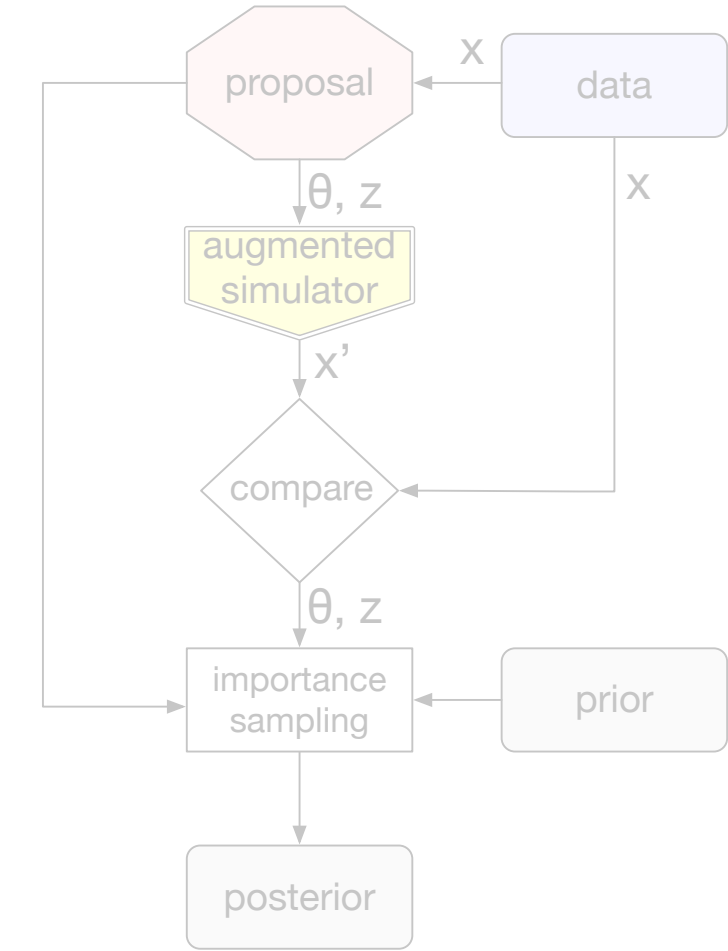 x
proposal
data
θ, z
x
augmented
simulator
x’
compare
θ, z
importance
sampling
prior
posterior